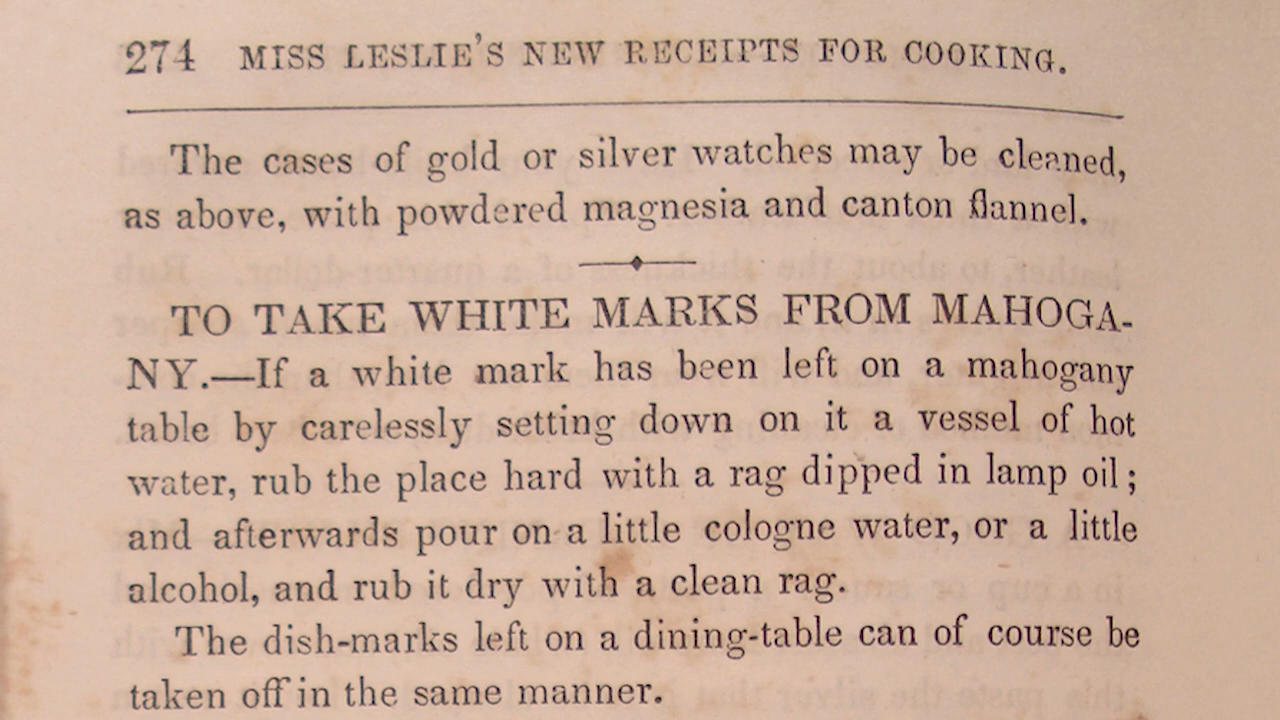 274 MISS LESLIE'S NEW RECEIPTS FOR COOKING.
The cases of gold or silver watches may be cleaned,
as above, with powdered magnesia and canton flannel.
TO TAKE WHITE MARKS FROM MAHOGA-
NY.—If a white mark has been left on a mahogany
table by carelessly setting down on it a vessel of hot
water, rub the place hard with a rag dipped in lamp oil;
and afterwards pour on a little cologne water, or a little
alcohol, and rub it dry with a clean rag.
The dish-marks left on a dining-table can of course be
taken off in the same manner.